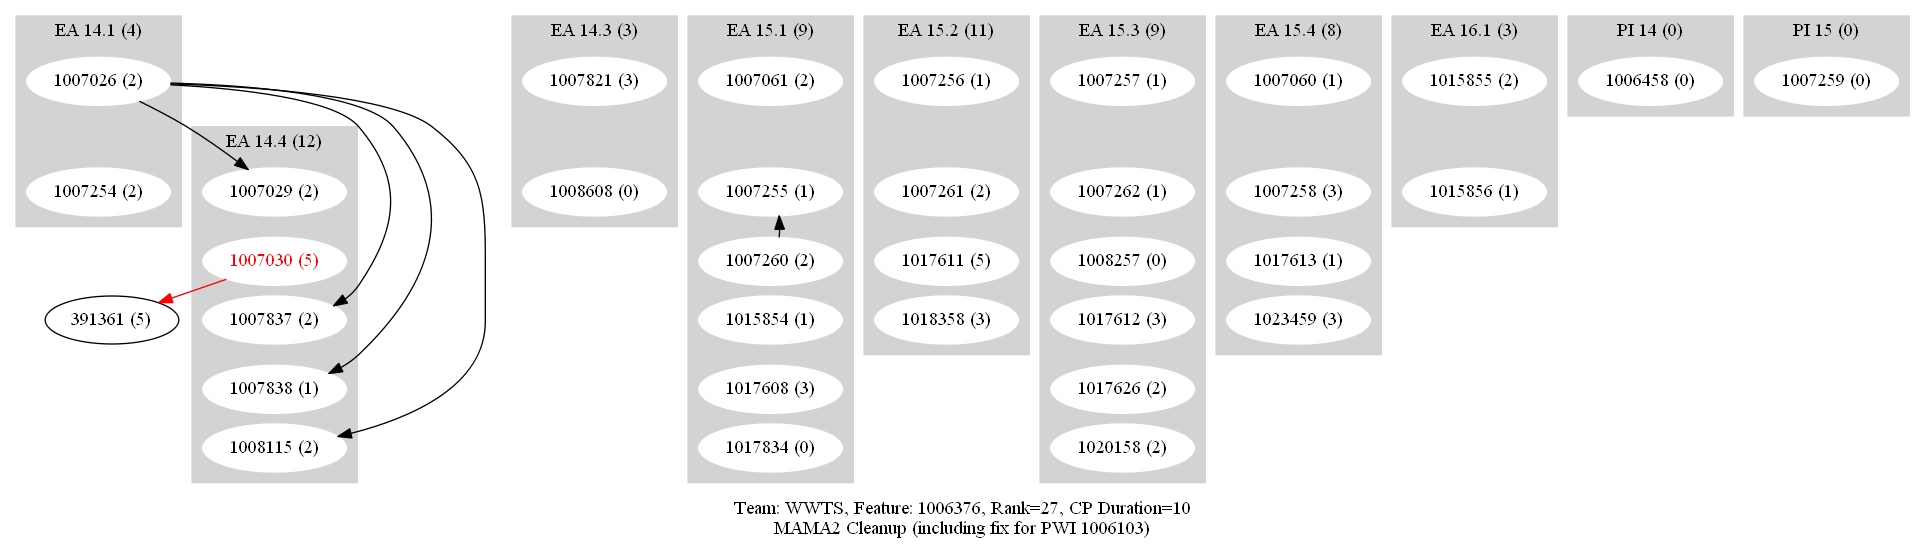 EA 14.1 (4)
1007026 (2)
1007254 (2)
EA 14.4 (12)
1007029 (2)
1007030 (5)
391361 (5)
1007837 (2)
1007838 (1)
1008115 (2)
EA 14.3 (3)
1007821 (3)
1008608 (0)
EA 15.1 (9)
1007061 (2)
1007255 (1)
1007260 (2)
1015854 (1)
1017608 (3)
1017834 (0)
EA 15.2 (11)
1007256 (1)
1007261 (2)
1017611 (5)
1018358 (3)
EA 15.3 (9)
1007257 (1)
1007262 (1)
1008257 (0)
1017612 (3)
1017626 (2)
1020158 (2)
EA 15.4 (8)
1007060 (1)
1007258 (3)
1017613 (1)
1023459 (3)
EA 16.1 (3)
1015855 (2)
1015856 (1)
PI 14 (0)
1006458 (0)
PI 15 (0)
1007259 (0)
Team: WWTS, Feature: 1006376, Rank=27, CP Duration=10
MAMA2 Cleanup (including fix for PWI 1006103)